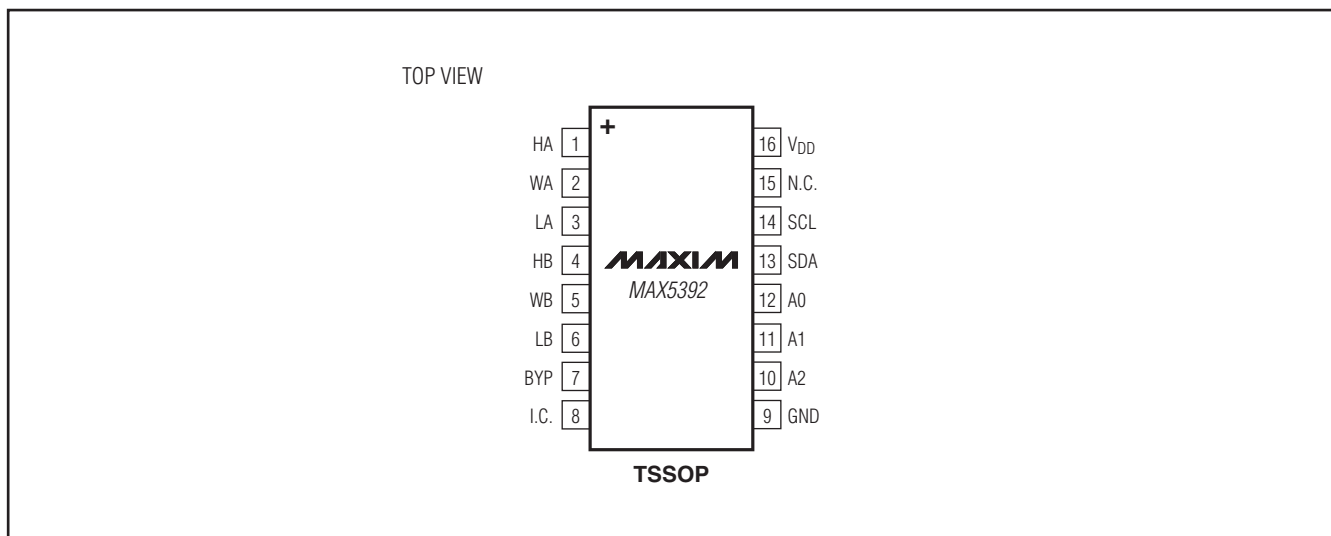 TOP VIEW
+
HA 1
WA 2
LA 3
HB 4
WB 5
LB 6
BYP 7
I.C. 8
MAXIM
MAX5392
16 VDD
15 N.C.
14 SCL
13 SDA
12 A0
11 A1
10 A2
9 GND
TSSOP